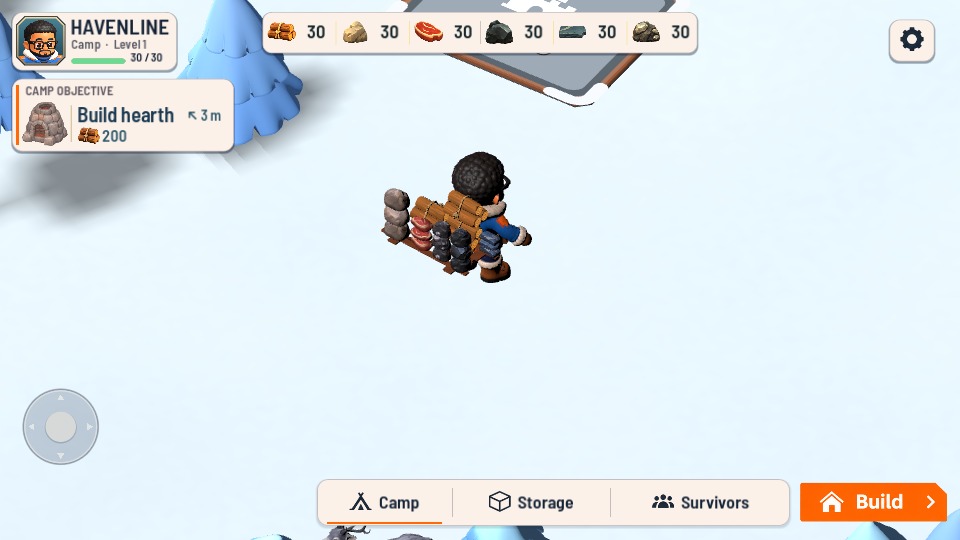 HAVENLINE
Camp · Level 1
30 / 30
30 30 30 30 30 30
CAMP OBJECTIVE
Build hearth ↖ 3 m
200
Camp Storage Survivors Build